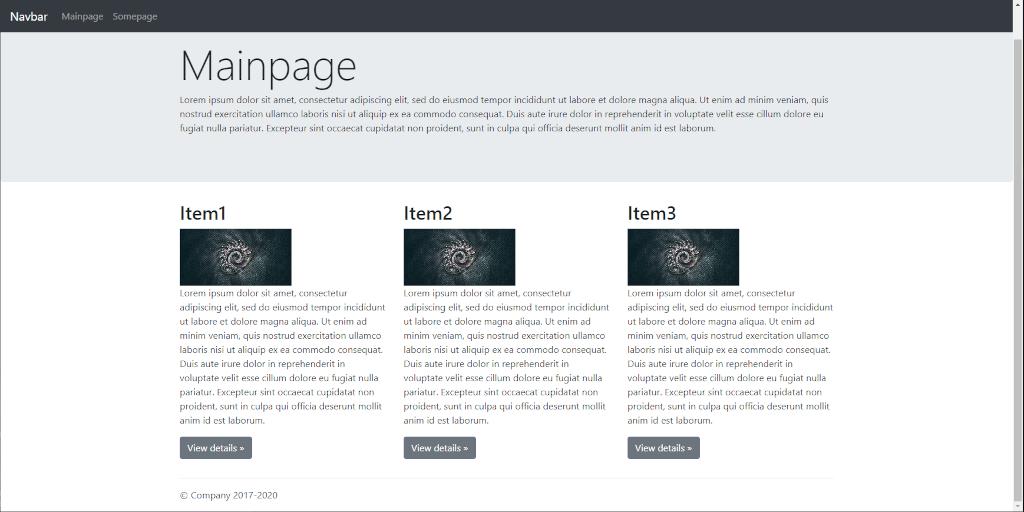 Navbar Mainpage Somepage
Mainpage
Lorem ipsum dolor sit amet, consectetur adipiscing elit, sed do eiusmod tempor incididunt ut labore et dolore magna aliqua. Ut enim ad minim veniam, quis
nostrud exercitation ullamco laboris nisi ut aliquip ex ea commodo consequat. Duis aute irure dolor in reprehenderit in voluptate velit esse cillum dolore eu
fugiat nulla pariatur. Excepteur sint occaecat cupidatat non proident, sunt in culpa qui officia deserunt mollit anim id est laborum.
Item1
Lorem ipsum dolor sit amet, consectetur
adipiscing elit, sed do eiusmod tempor incididunt
ut labore et dolore magna aliqua. Ut enim ad
minim veniam, quis nostrud exercitation ullamco
laboris nisi ut aliquip ex ea commodo consequat.
Duis aute irure dolor in reprehenderit in
voluptate velit esse cillum dolore eu fugiat nulla
pariatur. Excepteur sint occaecat cupidatat non
proident, sunt in culpa qui officia deserunt mollit
anim id est laborum.
View details »
Item2
Lorem ipsum dolor sit amet, consectetur
adipiscing elit, sed do eiusmod tempor incididunt
ut labore et dolore magna aliqua. Ut enim ad
minim veniam, quis nostrud exercitation ullamco
laboris nisi ut aliquip ex ea commodo consequat.
Duis aute irure dolor in reprehenderit in
voluptate velit esse cillum dolore eu fugiat nulla
pariatur. Excepteur sint occaecat cupidatat non
proident, sunt in culpa qui officia deserunt mollit
anim id est laborum.
View details »
Item3
Lorem ipsum dolor sit amet, consectetur
adipiscing elit, sed do eiusmod tempor incididunt
ut labore et dolore magna aliqua. Ut enim ad
minim veniam, quis nostrud exercitation ullamco
laboris nisi ut aliquip ex ea commodo consequat.
Duis aute irure dolor in reprehenderit in
voluptate velit esse cillum dolore eu fugiat nulla
pariatur. Excepteur sint occaecat cupidatat non
proident, sunt in culpa qui officia deserunt mollit
anim id est laborum.
View details »
© Company 2017-2020